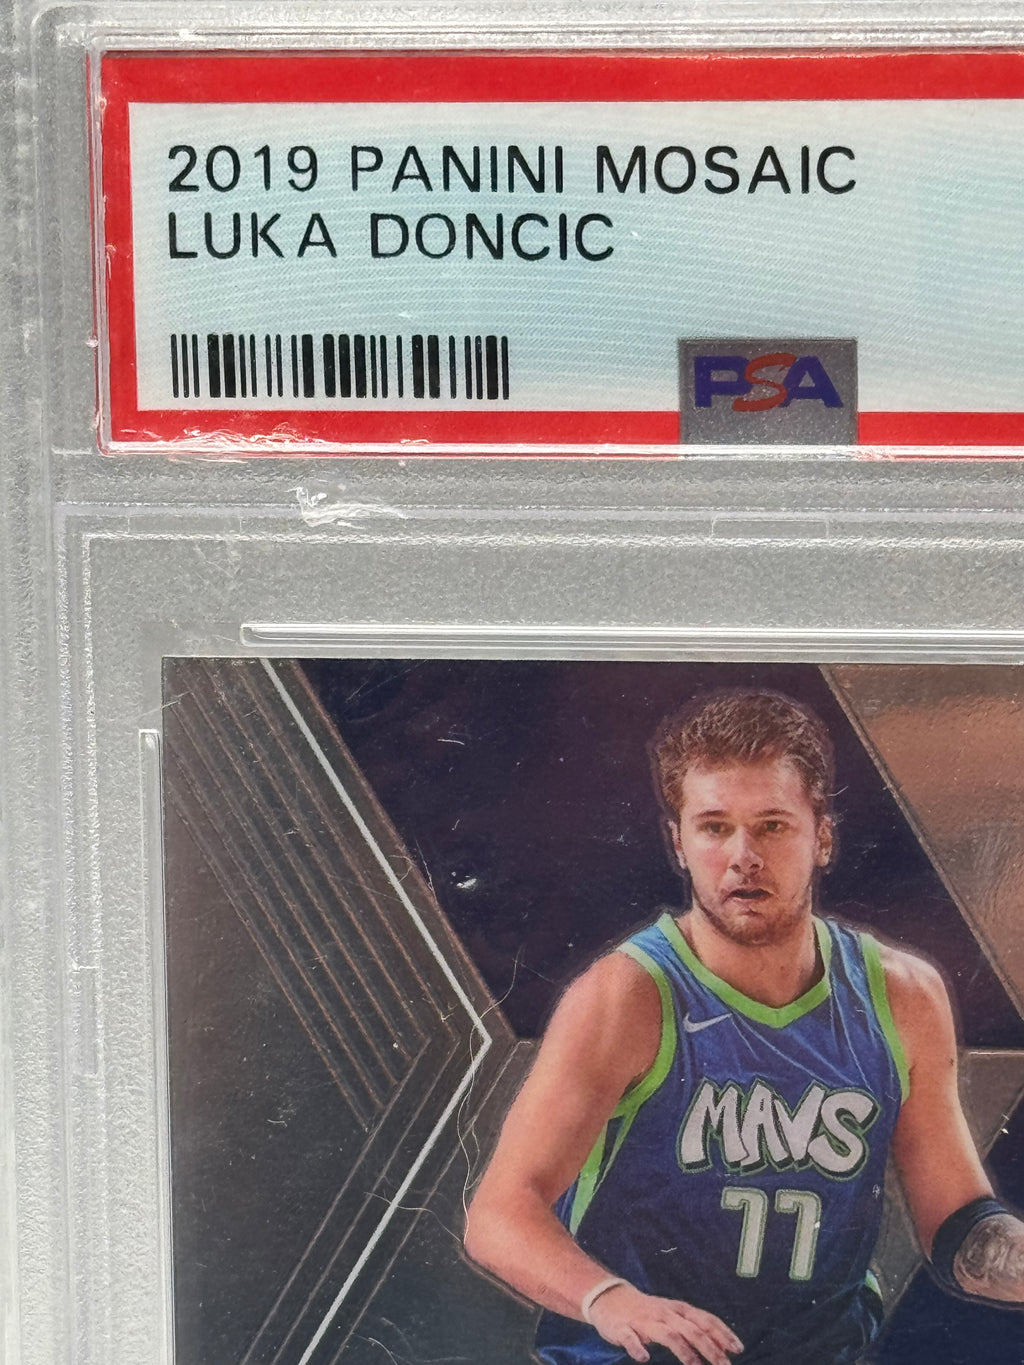 2019 PANINI MOSAIC
LUKA DONCIC
PSA
MAVS
77